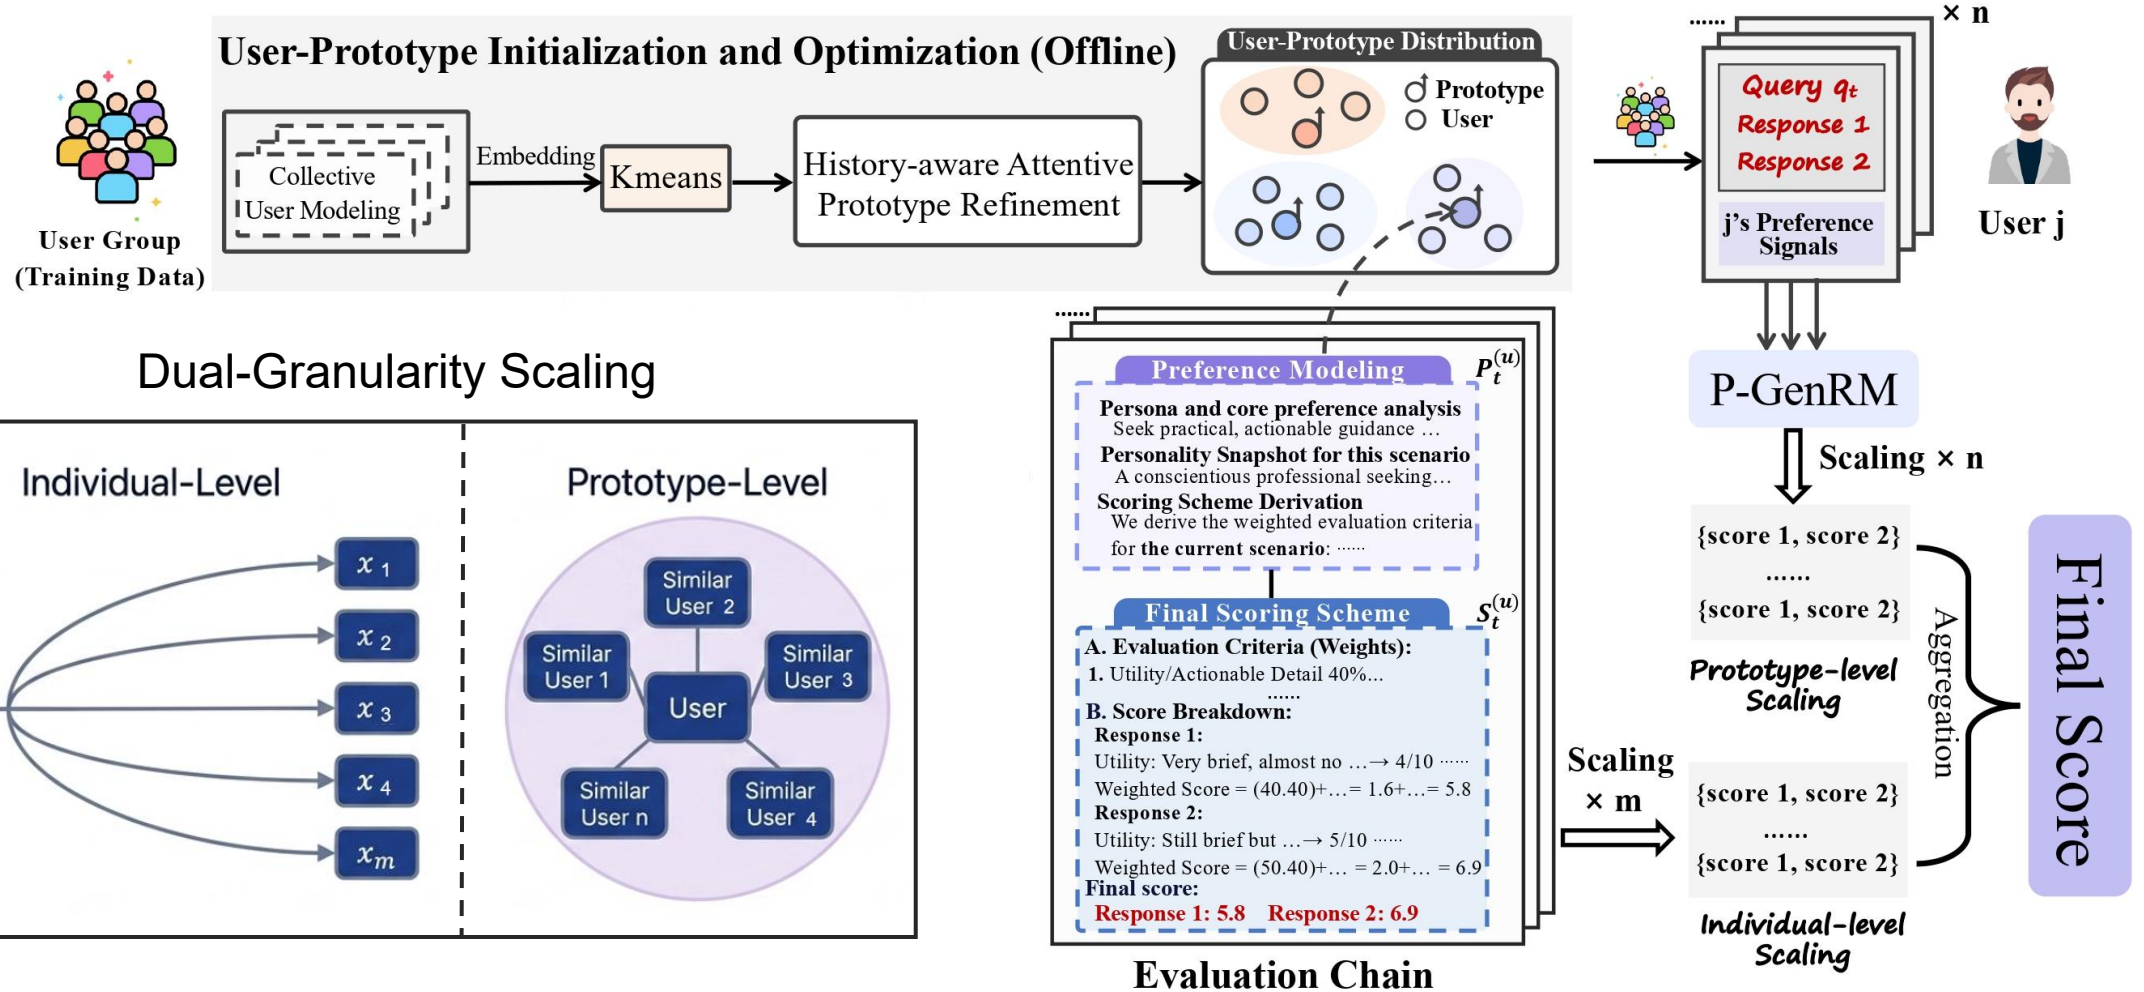 User-Prototype Initialization and Optimization (Offline)
User Group
(Training Data)
Collective
User Modeling
Embedding
Kmeans
History-aware Attentive
Prototype Refinement
User-Prototype Distribution
Prototype
User
......
× n
Query qt
Response 1
Response 2
j's Preference
Signals
User j
P-GenRM
Scaling × n
{score 1, score 2}
......
{score 1, score 2}
Prototype-level
Scaling
Aggregation
Final Score
Scaling
× m
{score 1, score 2}
......
{score 1, score 2}
Individual-level
Scaling
Dual-Granularity Scaling
Individual-Level
x 1
x 2
x 3
x 4
xm
Prototype-Level
Similar
User 2
Similar
User 1
Similar
User 3
User
Similar
User n
Similar
User 4
......
Preference Modeling
Pt(u)
Persona and core preference analysis
Seek practical, actionable guidance ...
Personality Snapshot for this scenario
A conscientious professional seeking...
Scoring Scheme Derivation
We derive the weighted evaluation criteria
for the current scenario: ......
Final Scoring Scheme
St(u)
A. Evaluation Criteria (Weights):
1. Utility/Actionable Detail 40%...
......
B. Score Breakdown:
Response 1:
Utility: Very brief, almost no ...→ 4/10 ......
Weighted Score = (40.40)+...= 1.6+...= 5.8
Response 2:
Utility: Still brief but ...→ 5/10 ......
Weighted Score = (50.40)+... = 2.0+... = 6.9
Final score:
Response 1: 5.8 Response 2: 6.9
Evaluation Chain